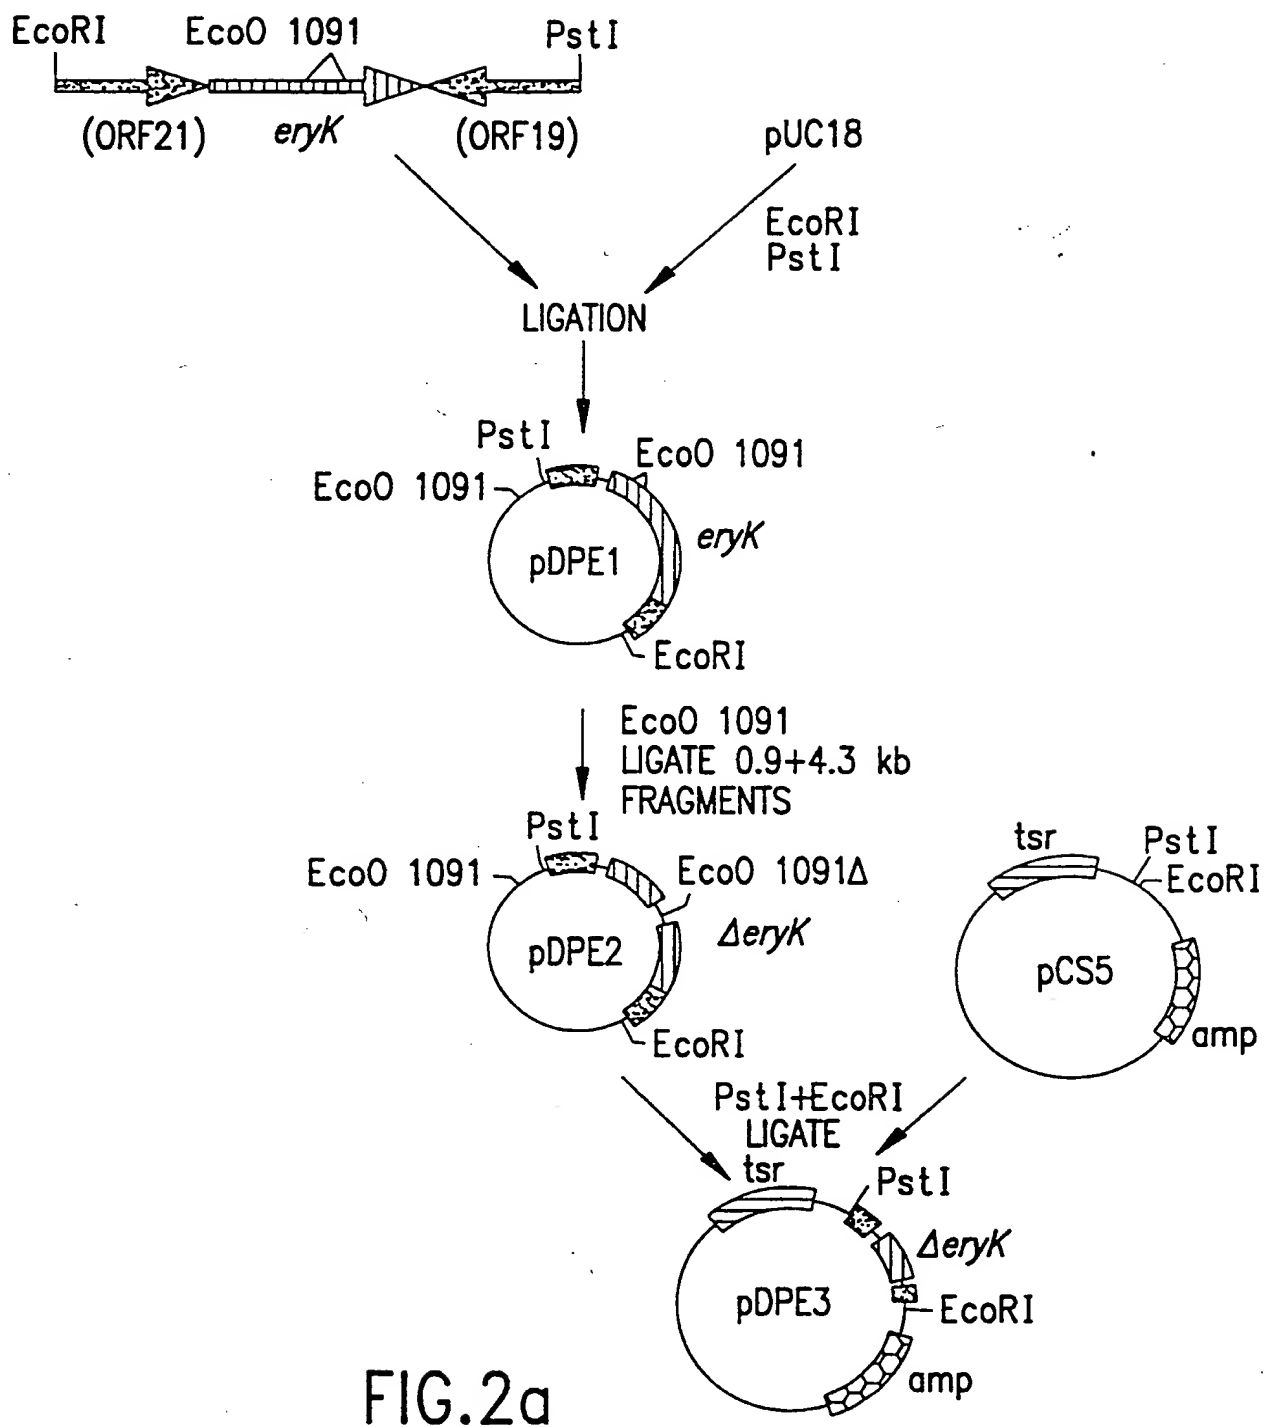 EcoRI
EcoO 1091
PstI
(ORF21)
eryK
(ORF19)
pUC18
EcoRI
PstI
LIGATION
PstI
EcoO 1091
EcoO 1091
eryK
pDPE1
EcoRI
EcoO 1091
LIGATE 0.9+4.3 kb
FRAGMENTS
PstI
EcoO 1091
EcoO 1091Δ
ΔeryK
pDPE2
EcoRI
tsr
PstI
EcoRI
pCS5
amp
PstI+EcoRI
LIGATE
tsr
PstI
ΔeryK
pDPE3
EcoRI
amp
FIG.2a